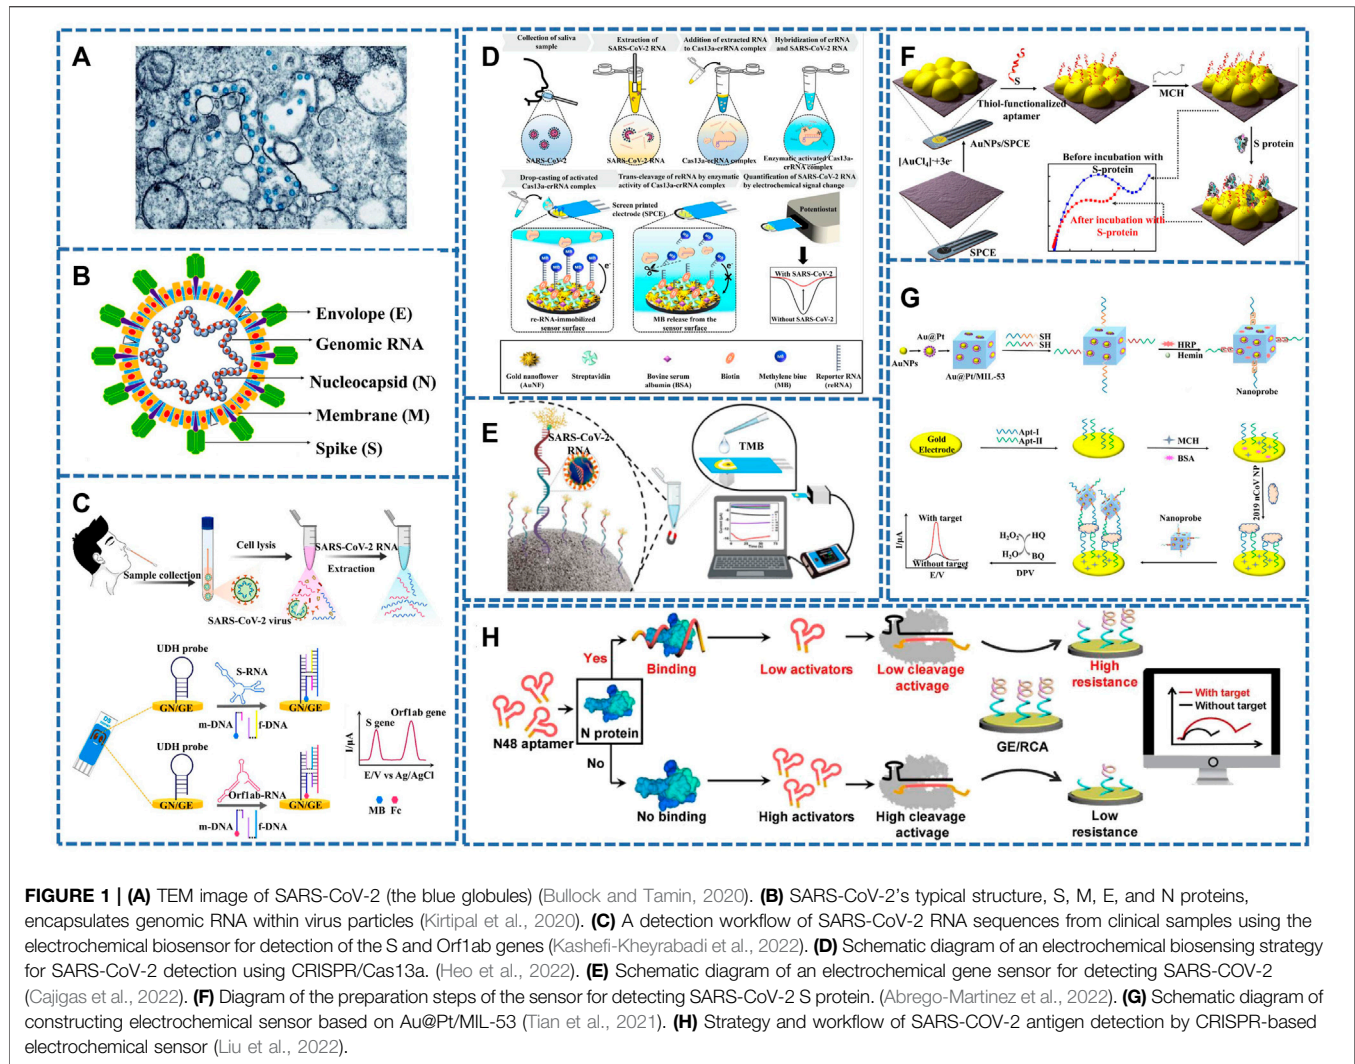 A
B
Envolope (E)
Genomic RNA
Nucleocapsid (N)
Membrane (M)
Spike (S)
C
Sample collection
Cell lysis
SARS-CoV-2 RNA
Extraction
SARS-CoV-2 virus
UDH probe
S-RNA
GN/GE
m-DNA
f-DNA
GN/GE
UDH probe
Orf1ab-RNA
GN/GE
m-DNA
f-DNA
GN/GE
Orf1ab gene
S gene
I/μA
E/V vs Ag/AgCl
MB Fc
D
Collection of saliva
sample
Extraction of
SARS-CoV-2 RNA
Addition of extracted RNA
to Cas13a-crRNA complex
Hybridization of crRNA
and SARS-CoV-2 RNA
SARS-CoV-2
SARS-CoV-2 RNA
Cas13a-crRNA complex
Enzymatic activated Cas13a-
crRNA complex
Drop-casting of activated
Cas13a-crRNA complex
Trans-cleavage of reRNA by enzymatic
activity of Cas13a-crRNA complex
Quantification of SARS-CoV-2 RNA
by electrochemical signal change
Screen printed
electrode (SPCE)
Potentiostat
MB
e-
e-
re-RNA-immobilized
sensor surface
MB release from the
sensor surface
With SARS-CoV-2
Without SARS-CoV-2
Gold nanoflower
(AuNF)
Streptavidin
Bovine serum
albumin (BSA)
Biotin
MB
Methylene blue
(MB)
Reporter RNA
(reRNA)
E
SARS-CoV-2
RNA
TMB
F
S
Thiol-functionalized
aptamer
MCH
AuNPs/SPCE
[AuCl₄]-+3e-
S protein
Before incubation with
S-protein
After incubation with
S-protein
SPCE
G
Au@Pt
AuNPs
Au@Pt/MIL-53
SH
SH
HRP
Hemin
Nanoprobe
Gold
Electrode
Apt-I
Apt-II
MCH
BSA
2019 nCoV NP
Nanoprobe
H₂O₂
HQ
H₂O
BQ
DPV
With target
Without target
I/μA
E/V
H
N48 aptamer
Yes
N protein
No
Binding
Low activators
Low cleavage
activage
High
resistance
GE/RCA
With target
Without target
No binding
High activators
High cleavage
activage
Low
resistance
FIGURE 1 | (A) TEM image of SARS-CoV-2 (the blue globules) (Bullock and Tamin, 2020). (B) SARS-CoV-2’s typical structure, S, M, E, and N proteins,
encapsulates genomic RNA within virus particles (Kirtipal et al., 2020). (C) A detection workflow of SARS-CoV-2 RNA sequences from clinical samples using the
electrochemical biosensor for detection of the S and Orf1ab genes (Kashefi-Kheyrabadi et al., 2022). (D) Schematic diagram of an electrochemical biosensing strategy
for SARS-CoV-2 detection using CRISPR/Cas13a. (Heo et al., 2022). (E) Schematic diagram of an electrochemical gene sensor for detecting SARS-COV-2
(Cajigas et al., 2022). (F) Diagram of the preparation steps of the sensor for detecting SARS-CoV-2 S protein. (Abrego-Martinez et al., 2022). (G) Schematic diagram of
constructing electrochemical sensor based on Au@Pt/MIL-53 (Tian et al., 2021). (H) Strategy and workflow of SARS-COV-2 antigen detection by CRISPR-based
electrochemical sensor (Liu et al., 2022).